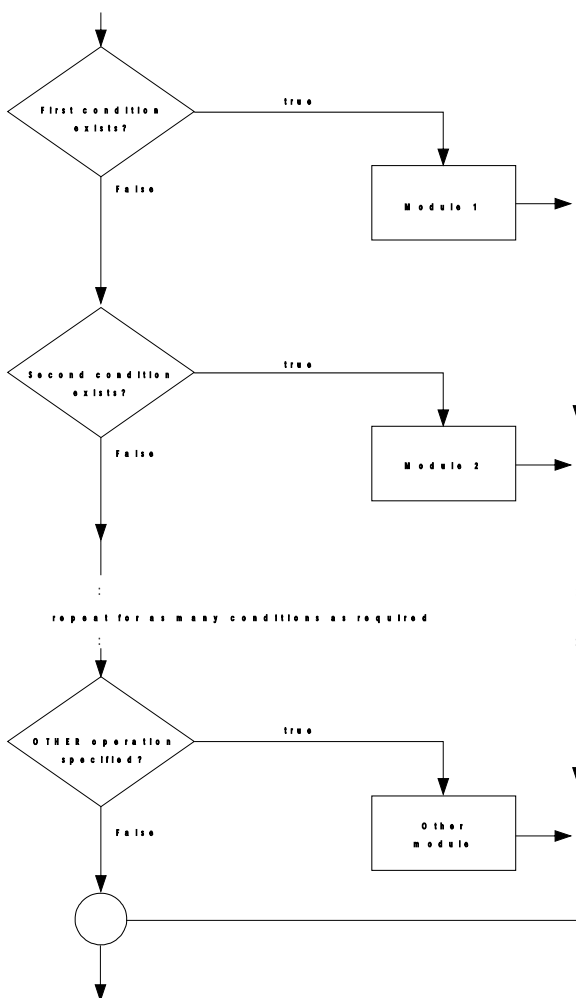 First condition
exists?
true
False
Module 1
Second condition
exists?
true
False
Module 2
repeat for as many conditions as required
OTHER operation
specified?
true
False
Other
module